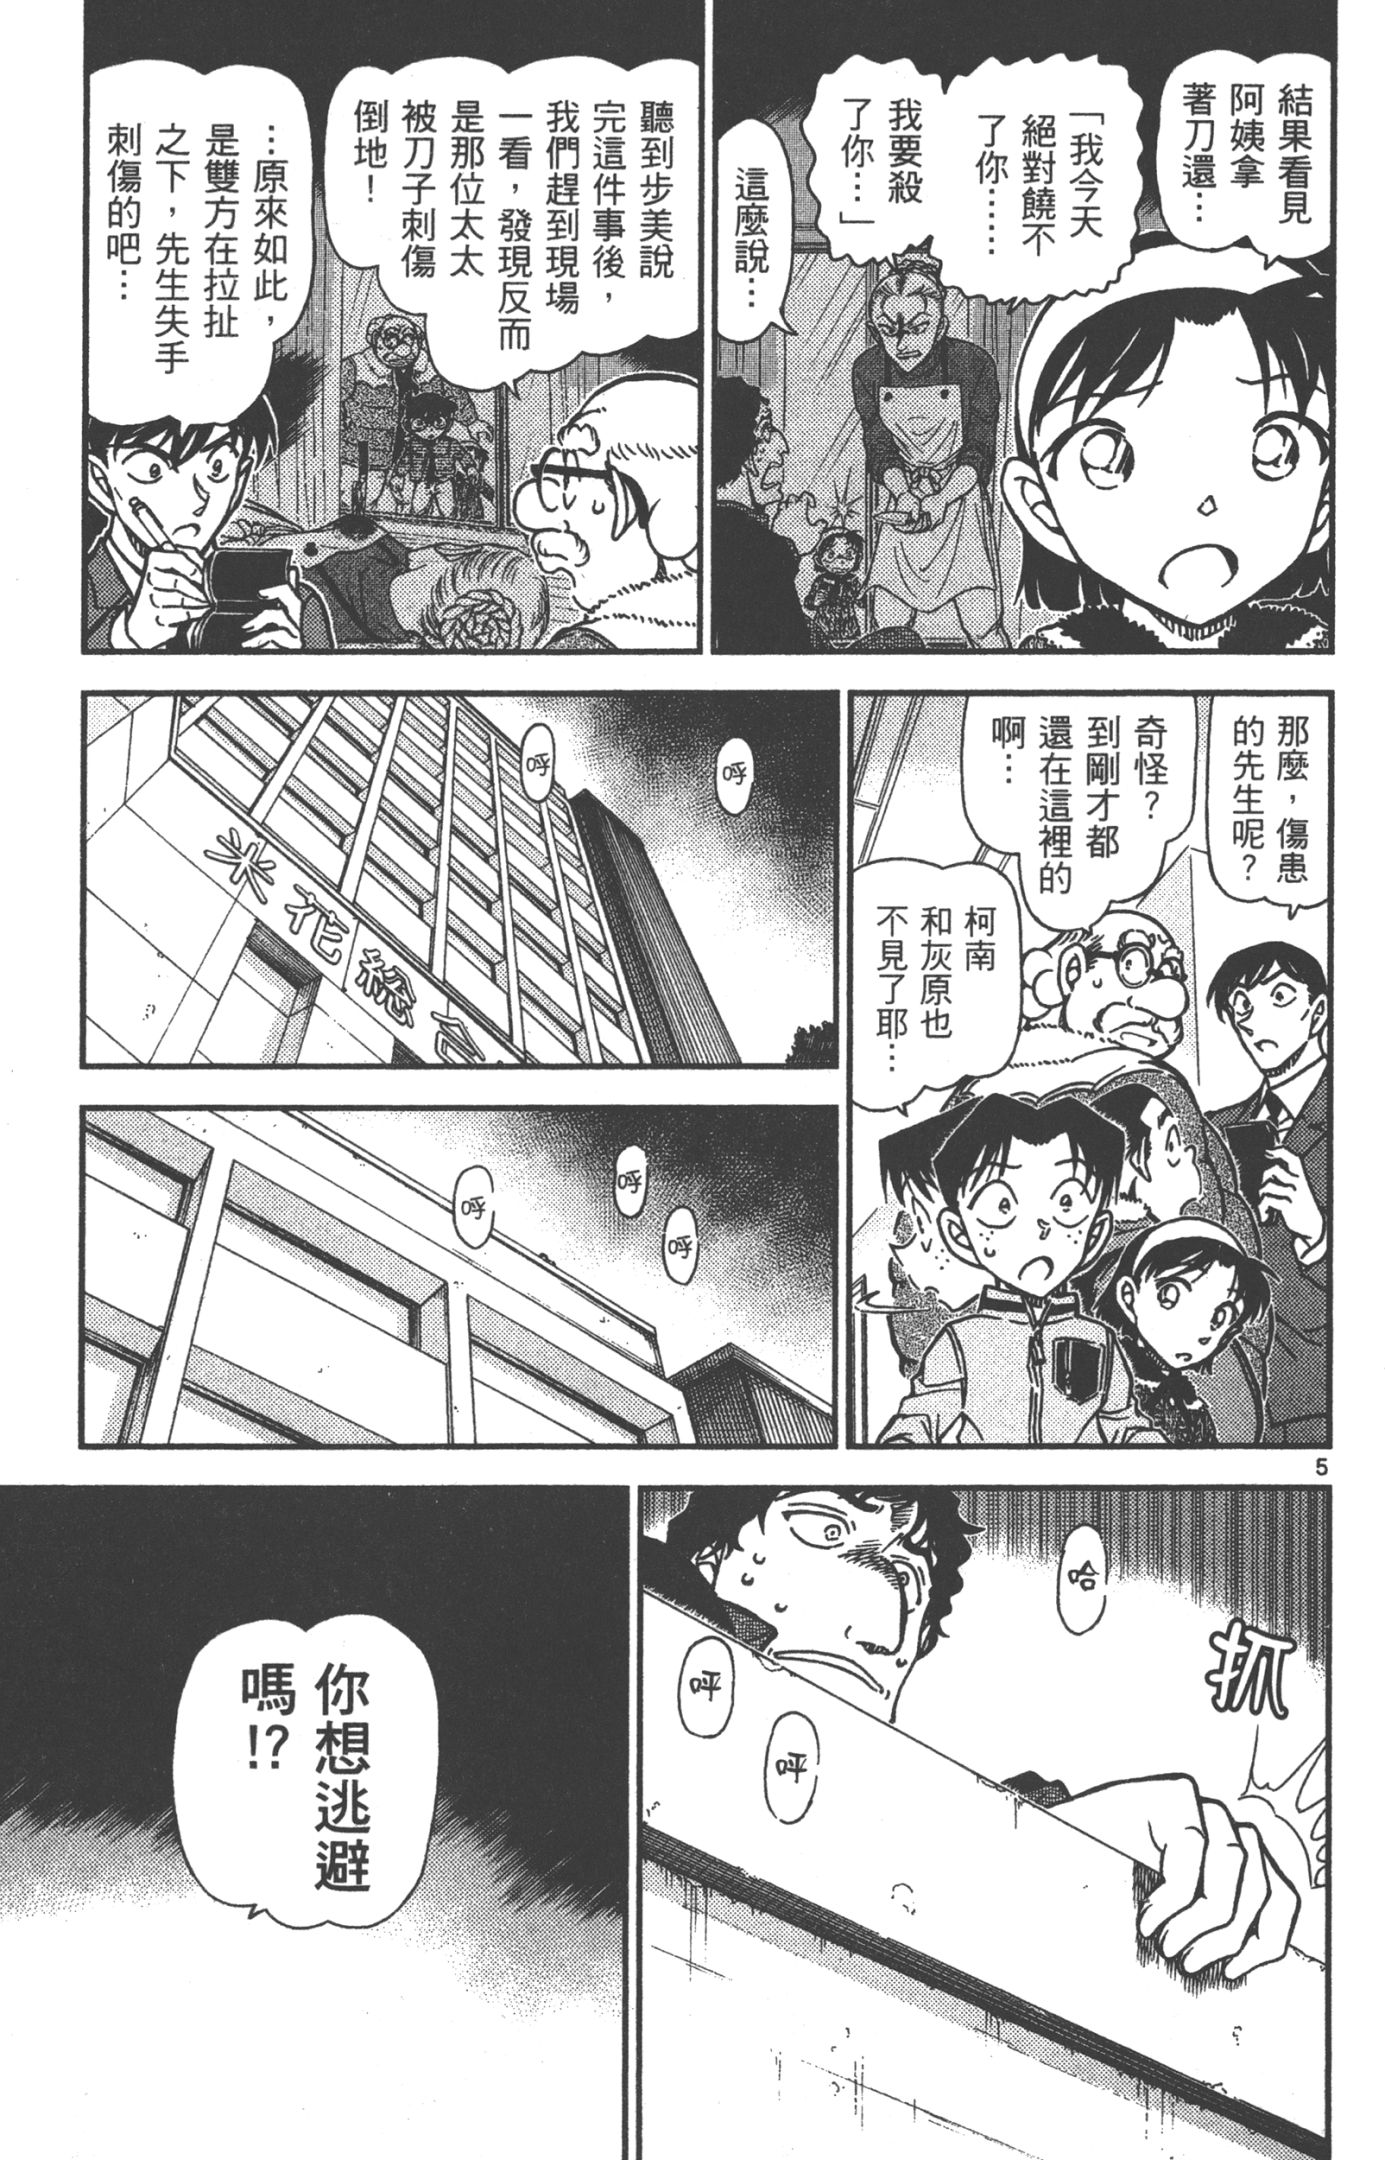 結果看見
阿姨拿
著刀還…
「我今天
絕對饒不
了你……
我要殺
了你…」
這麼說…
聽到步美說
完這件事後，
我們趕到現場
一看，發現反而
是那位太太
被刀子刺傷
倒地！
…原來如此，
是雙方在拉扯
之下，先生失手
刺傷的吧…
那麼，傷患
的先生呢？
奇怪？
到剛才都
還在這裡的
啊…
柯南
和灰原也
不見了耶…
呼
呼
米花総合
呼
呼
呼
5
哈
抓
呼
呼
你想逃避
嗎!?